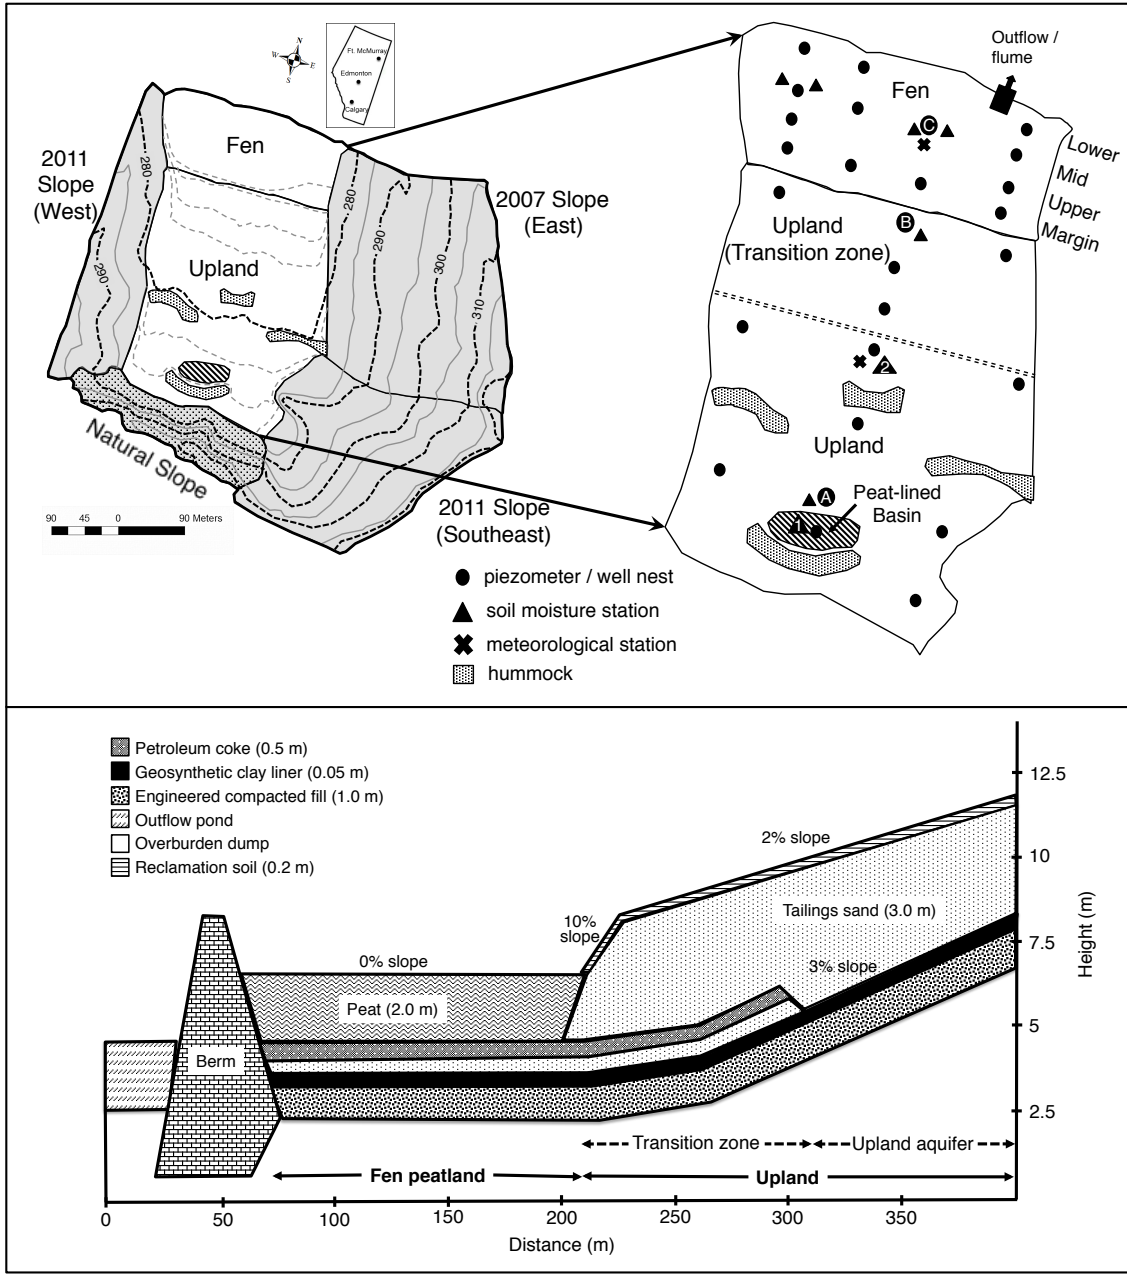 N
W
E
S
Ft. McMurray
Edmonton
Calgary
2011
Slope
(West)
280
290
Fen
Upland
280
290
300
310
2007 Slope
(East)
Natural Slope
90 45 0 90 Meters
2011 Slope
(Southeast)
Outflow /
flume
Fen
C
Lower
Mid
Upper
Margin
B
Upland
(Transition zone)
2
Upland
A
Peat-lined
Basin
1
piezometer / well nest
soil moisture station
meteorological station
hummock
Petroleum coke (0.5 m)
Geosynthetic clay liner (0.05 m)
Engineered compacted fill (1.0 m)
Outflow pond
Overburden dump
Reclamation soil (0.2 m)
12.5
10
7.5
5
2.5
Height (m)
2% slope
Tailings sand (3.0 m)
10%
slope
3% slope
0% slope
Peat (2.0 m)
Berm
Transition zone
Upland aquifer
Fen peatland
Upland
0 50 100 150 200 250 300 350
Distance (m)